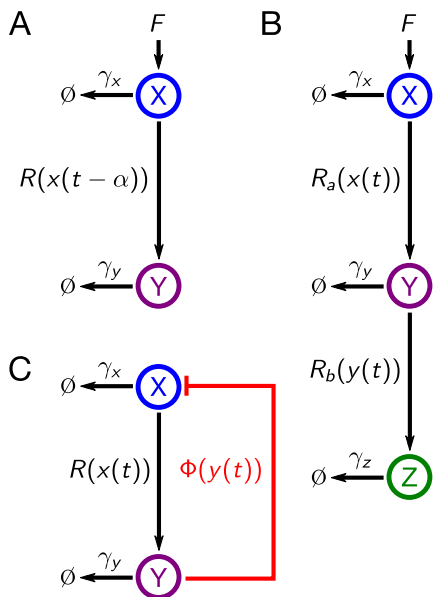 A
F
∅
γx
X
R(x(t − α))
∅
γy
Y
B
F
∅
γx
X
Ra(x(t))
∅
γy
Y
Rb(y(t))
∅
γz
Z
C
∅
γx
X
R(x(t))
Φ(y(t))
∅
γy
Y